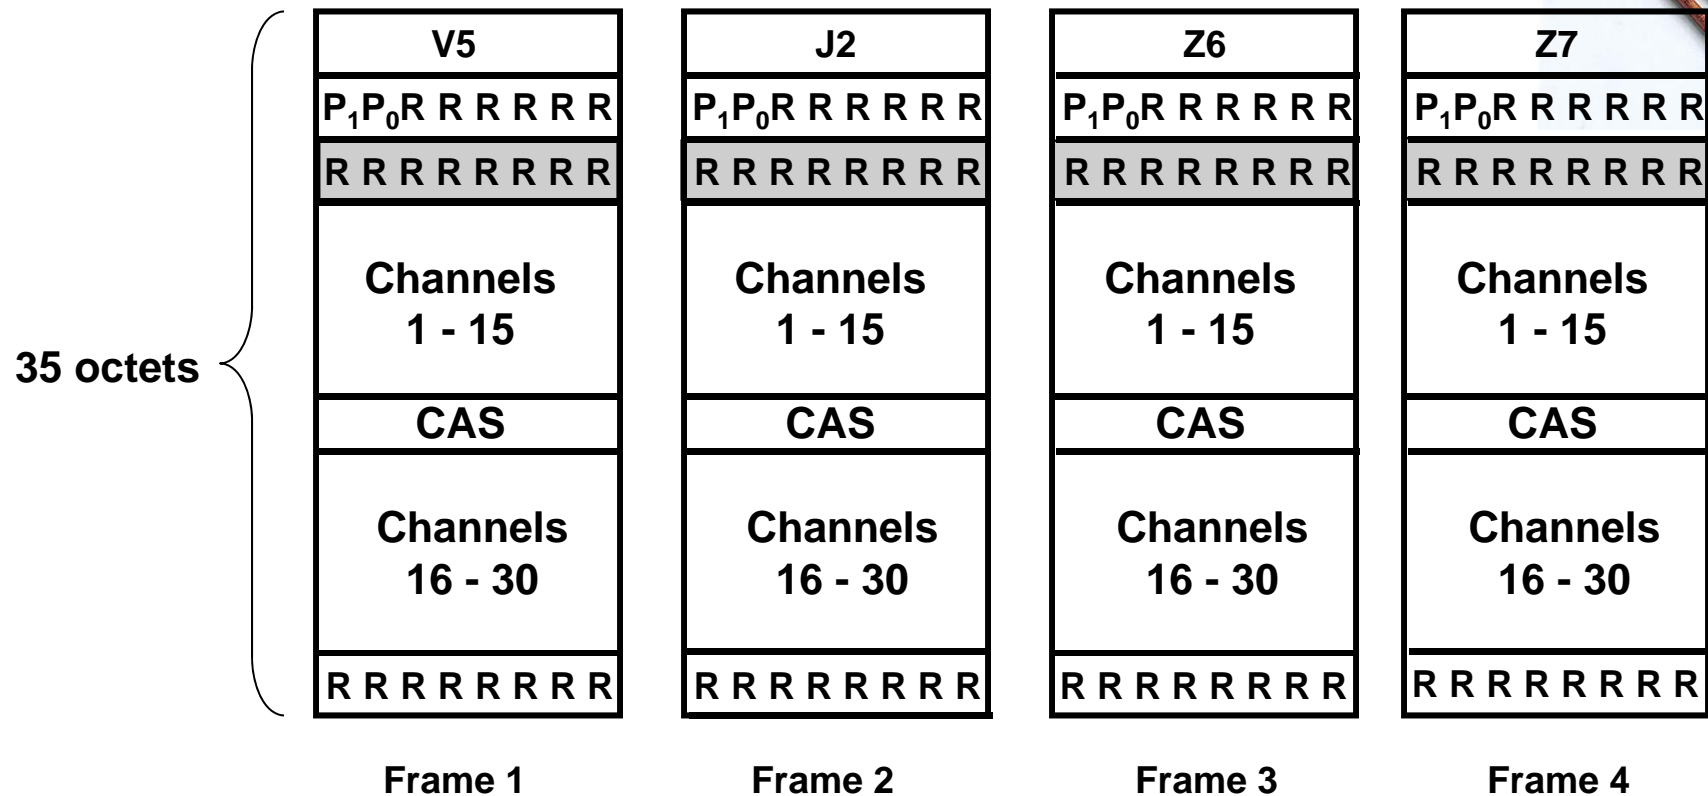 V5
P₁P₀R R R R R R
R R R R R R R R
Channels
1 - 15
CAS
Channels
16 - 30
R R R R R R R R
Frame 1
J2
P₁P₀R R R R R R
R R R R R R R R
Channels
1 - 15
CAS
Channels
16 - 30
R R R R R R R R
Frame 2
Z6
P₁P₀R R R R R R
R R R R R R R R
Channels
1 - 15
CAS
Channels
16 - 30
R R R R R R R R
Frame 3
Z7
P₁P₀R R R R R R
R R R R R R R R
Channels
1 - 15
CAS
Channels
16 - 30
R R R R R R R R
Frame 4
35 octets